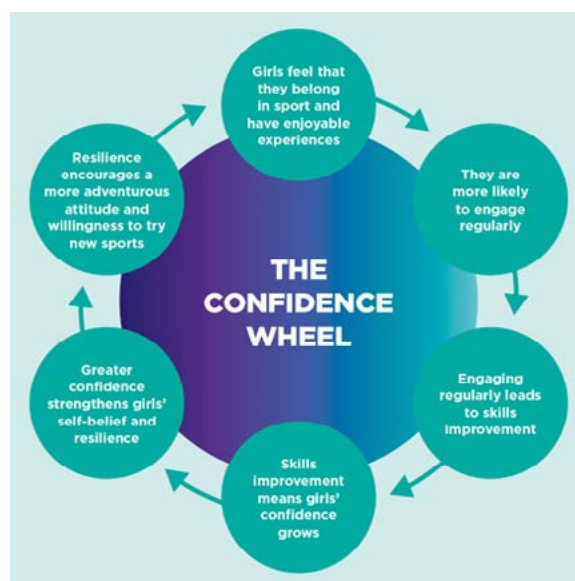 Girls feel that
they belong
in sport and
have enjoyable
experiences
They are
more likely
to engage
regularly
Engaging
regularly leads
to skills
improvement
Skills
improvement
means girls'
confidence
grows
Greater
confidence
strengthens girls'
self-belief and
resilience
Resilience
encourages a
more adventurous
attitude and
willingness to try
new sports
THE
CONFIDENCE
WHEEL